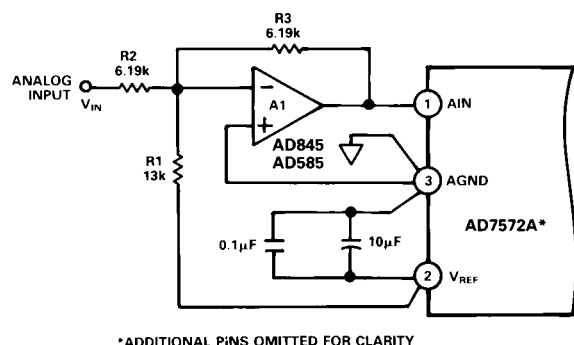 R3
6.19k
R2
6.19k
ANALOG
INPUT
VIN
−
A1
+
AD845
AD585
1
AIN
R1
13k
3
AGND
AD7572A*
0.1µF
10µF
2
VREF
*ADDITIONAL PINS OMITTED FOR CLARITY